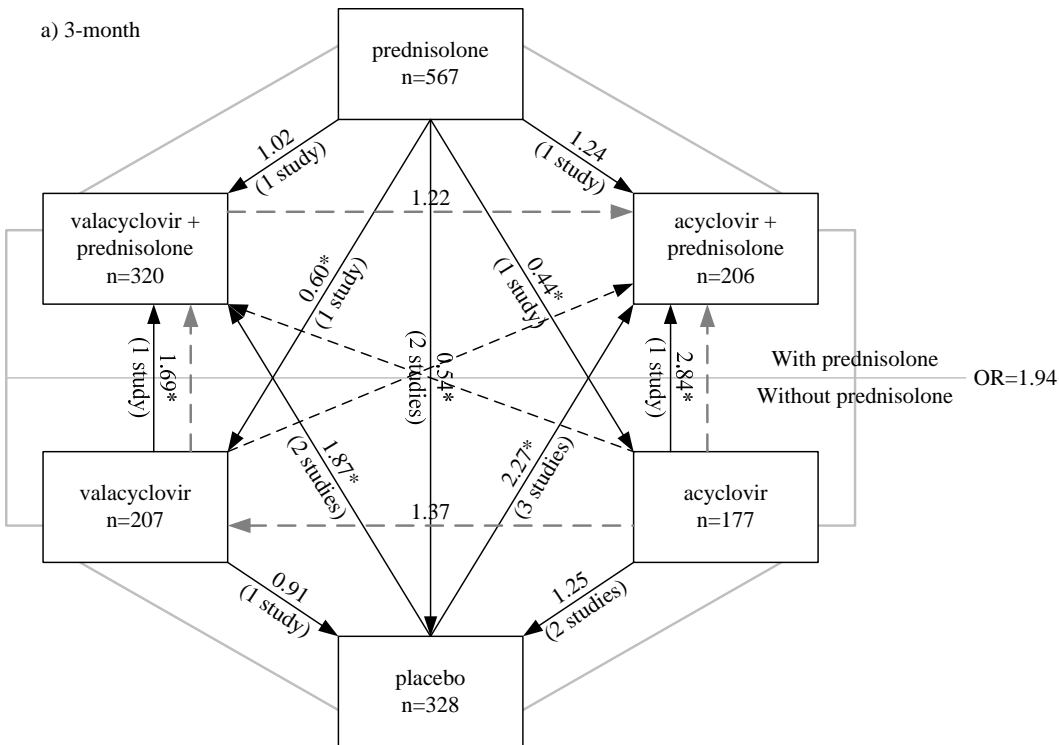 a) 3-month
prednisolone
n=567
1.02
(1 study)
1.24
(1 study)
valacyclovir +
prednisolone
n=320
1.22
acyclovir +
prednisolone
n=206
0.60*
(1 study)
0.44*
(1 study)
0.54*
(2 studies)
1.69*
(1 study)
2.84*
(1 study)
With prednisolone
OR=1.94
Without prednisolone
1.87*
(2 studies)
2.27*
(3 studies)
valacyclovir
n=207
1.37
acyclovir
n=177
0.91
(1 study)
1.25
(2 studies)
placebo
n=328